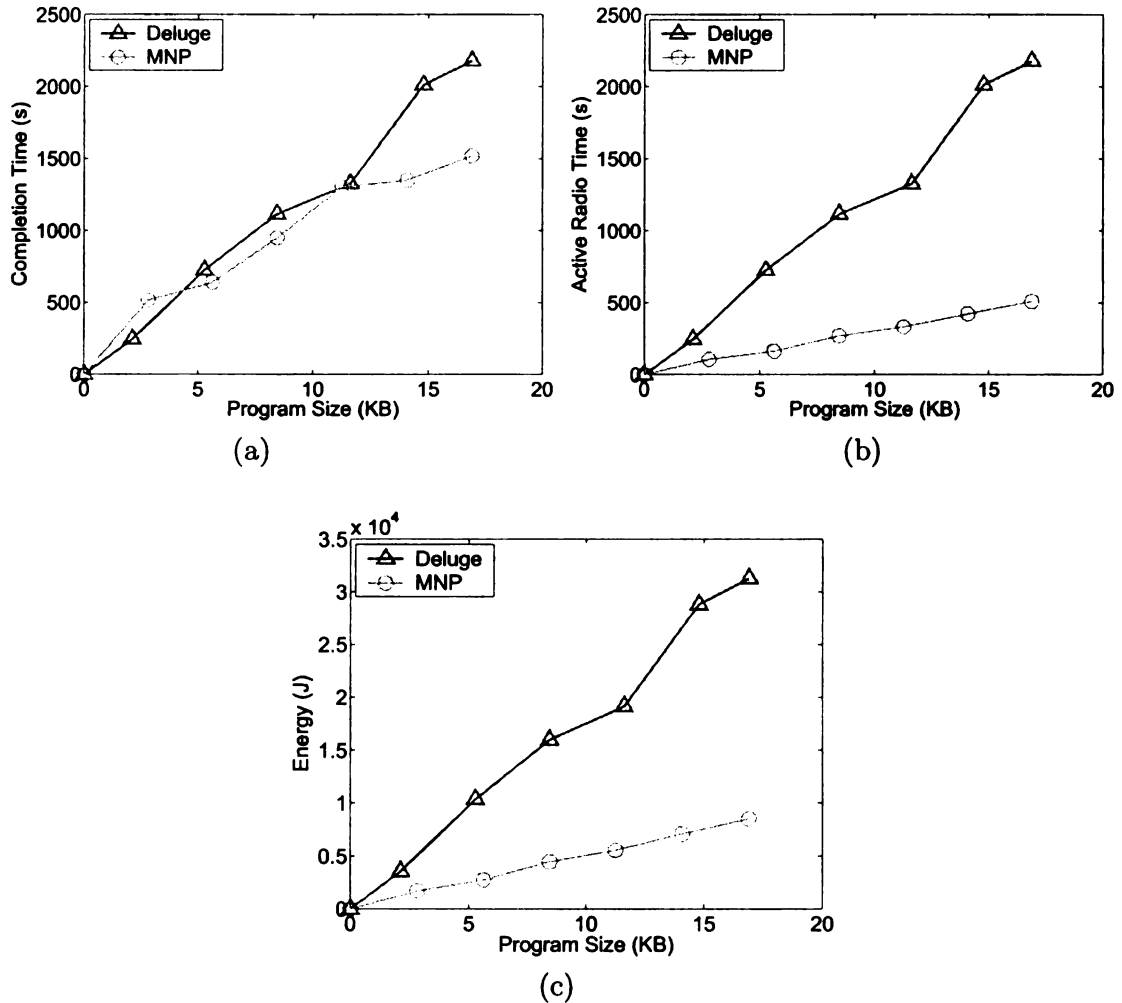 2500
Deluge
MNP
2000
1500
1000
500
0
Completion Time (s)
0 5 10 15 20
Program Size (KB)
(a)
2500
Deluge
MNP
2000
1500
1000
500
0
Active Radio Time (s)
0 5 10 15 20
Program Size (KB)
(b)
x 10^4
3.5
Deluge
MNP
3
2.5
2
1.5
1
0.5
0
Energy (J)
0 5 10 15 20
Program Size (KB)
(c)